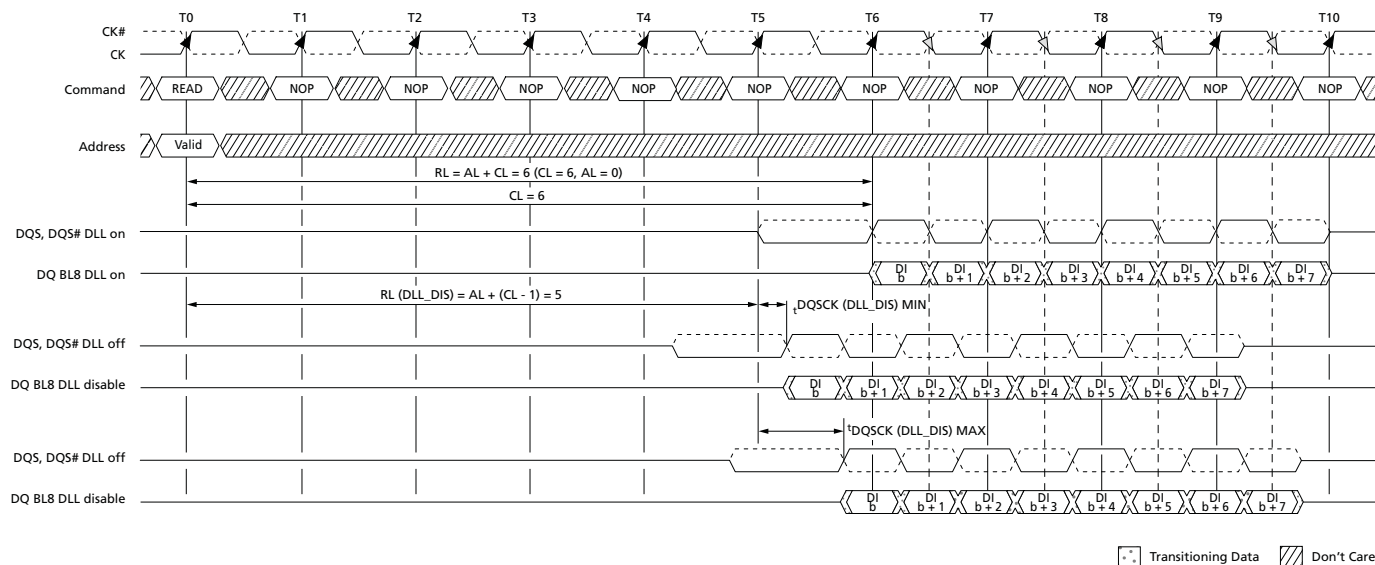 T0 T1 T2 T3 T4 T5 T6 T7 T8 T9 T10
CK#
CK
Command READ NOP NOP NOP NOP NOP NOP NOP NOP NOP NOP
Address Valid
RL = AL + CL = 6 (CL = 6, AL = 0)
CL = 6
DQS, DQS# DLL on
DQ BL8 DLL on DI b DI b + 1 DI b + 2 DI b + 3 DI b + 4 DI b + 5 DI b + 6 DI b + 7
RL (DLL_DIS) = AL + (CL - 1) = 5
tDQSCK (DLL_DIS) MIN
DQS, DQS# DLL off
DQ BL8 DLL disable DI b DI b + 1 DI b + 2 DI b + 3 DI b + 4 DI b + 5 DI b + 6 DI b + 7
tDQSCK (DLL_DIS) MAX
DQS, DQS# DLL off
DQ BL8 DLL disable DI b DI b + 1 DI b + 2 DI b + 3 DI b + 4 DI b + 5 DI b + 6 DI b + 7
Transitioning Data Don't Care